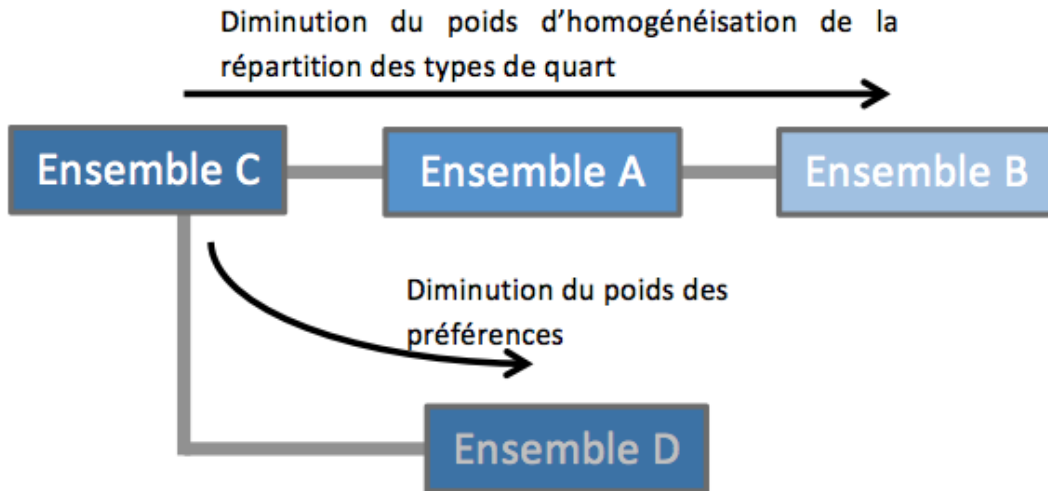 Diminution du poids d’homogénéisation de la
répartition des types de quart
Ensemble C
Ensemble A
Ensemble B
Diminution du poids des
préférences
Ensemble D